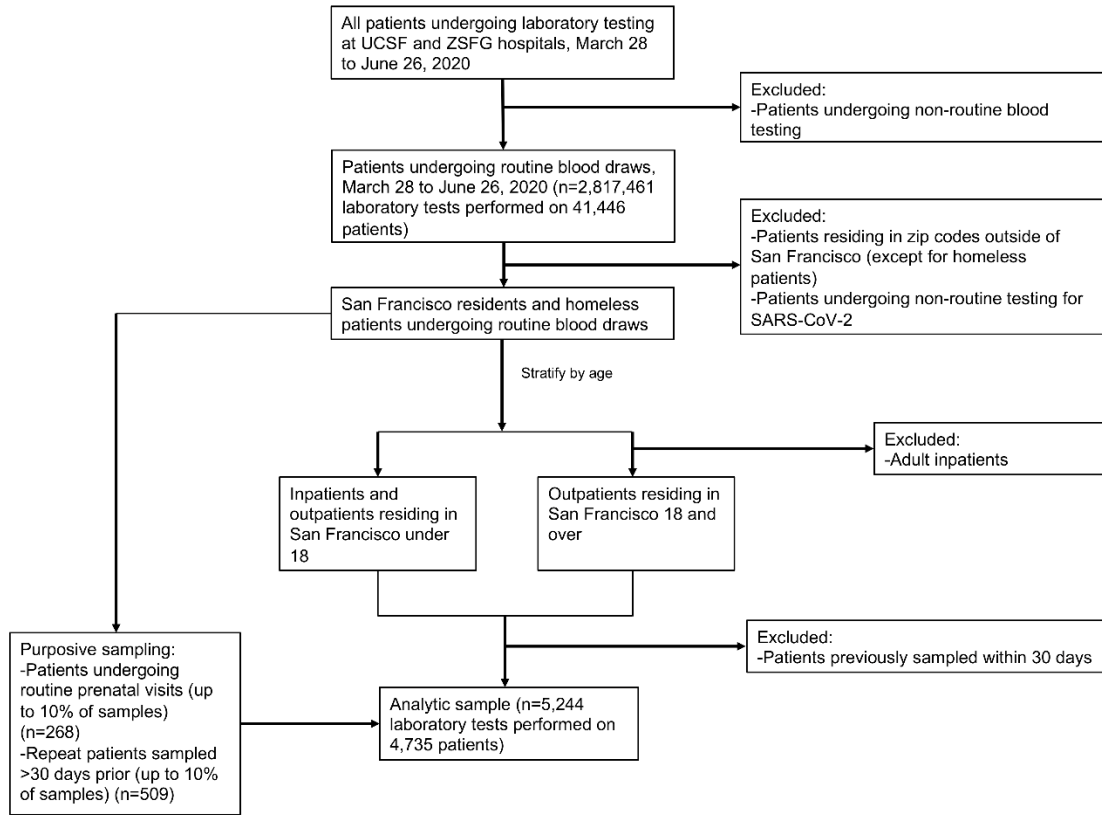 All patients undergoing laboratory testing
at UCSF and ZSFG hospitals, March 28
to June 26, 2020
Excluded:
-Patients undergoing non-routine blood
testing
Patients undergoing routine blood draws,
March 28 to June 26, 2020 (n=2,817,461
laboratory tests performed on 41,446
patients)
Excluded:
-Patients residing in zip codes outside of
San Francisco (except for homeless
patients)
-Patients undergoing non-routine testing for
SARS-CoV-2
San Francisco residents and homeless
patients undergoing routine blood draws
Stratify by age
Excluded:
-Adult inpatients
Inpatients and
outpatients residing in
San Francisco under
18
Outpatients residing in
San Francisco 18 and
over
Excluded:
-Patients previously sampled within 30 days
Purposive sampling:
-Patients undergoing
routine prenatal visits (up
to 10% of samples)
(n=268)
-Repeat patients sampled
>30 days prior (up to 10%
of samples) (n=509)
Analytic sample (n=5,244
laboratory tests performed on
4,735 patients)